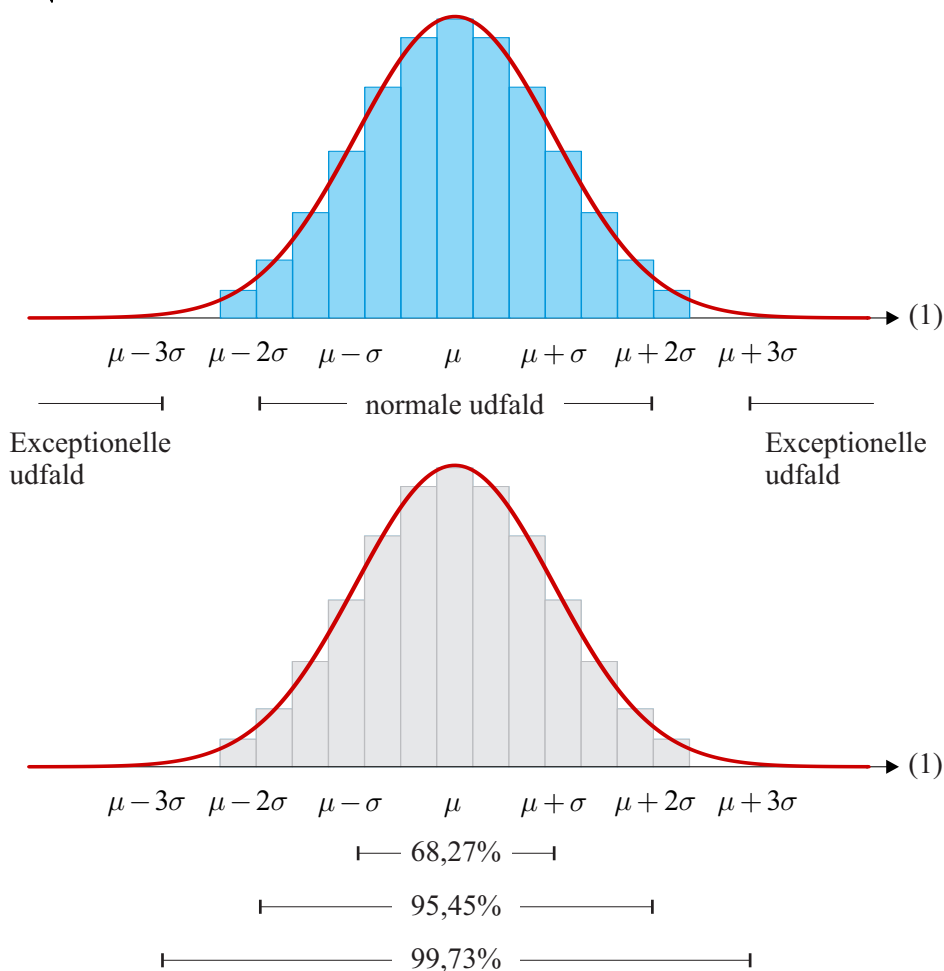 (1)
μ − 3σ μ − 2σ μ − σ μ μ + σ μ + 2σ μ + 3σ
normale udfald
Exceptionelle
udfald
Exceptionelle
udfald
(1)
μ − 3σ μ − 2σ μ − σ μ μ + σ μ + 2σ μ + 3σ
68,27%
95,45%
99,73%